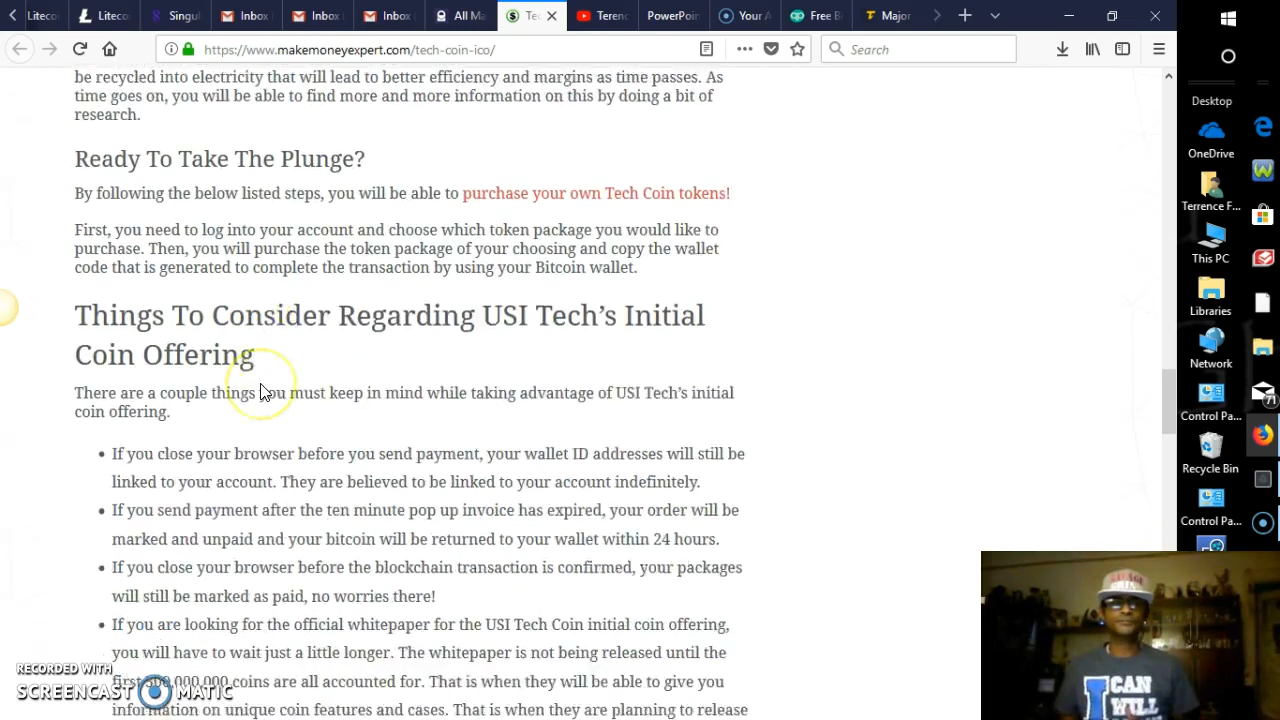 Litecc
Litecc
Singul
Inbox
Inbox
Inbox
All Ma
Te
Teren
PowerPoin
Your A
Free B
Major
https://www.makemoneyexpert.com/tech-coin-ico/
Search
be recycled into electricity that will lead to better efficiency and margins as time passes. As
time goes on, you will be able to find more and more information on this by doing a bit of
research.
Ready To Take The Plunge?
By following the below listed steps, you will be able to purchase your own Tech Coin tokens!
First, you need to log into your account and choose which token package you would like to
purchase. Then, you will purchase the token package of your choosing and copy the wallet
code that is generated to complete the transaction by using your Bitcoin wallet.
Things To Consider Regarding USI Tech’s Initial
Coin Offering
There are a couple things you must keep in mind while taking advantage of USI Tech’s initial
coin offering.
• If you close your browser before you send payment, your wallet ID addresses will still be
linked to your account. They are believed to be linked to your account indefinitely.
• If you send payment after the ten minute pop up invoice has expired, your order will be
marked and unpaid and your bitcoin will be returned to your wallet within 24 hours.
• If you close your browser before the blockchain transaction is confirmed, your packages
will still be marked as paid, no worries there!
• If you are looking for the official whitepaper for the USI Tech Coin initial coin offering,
you will have to wait just a little longer. The whitepaper is not being released until the
first 300,000,000 coins are all accounted for. That is when they will be able to give you
information on unique coin features and cases. That is when they are planning to release
RECORDED WITH
SCREENCAST MATIC
Desktop
OneDrive
Terrence F...
This PC
Libraries
Network
Control Pa...
71
Recycle Bin
Control Pa...
I CAN
I WILL